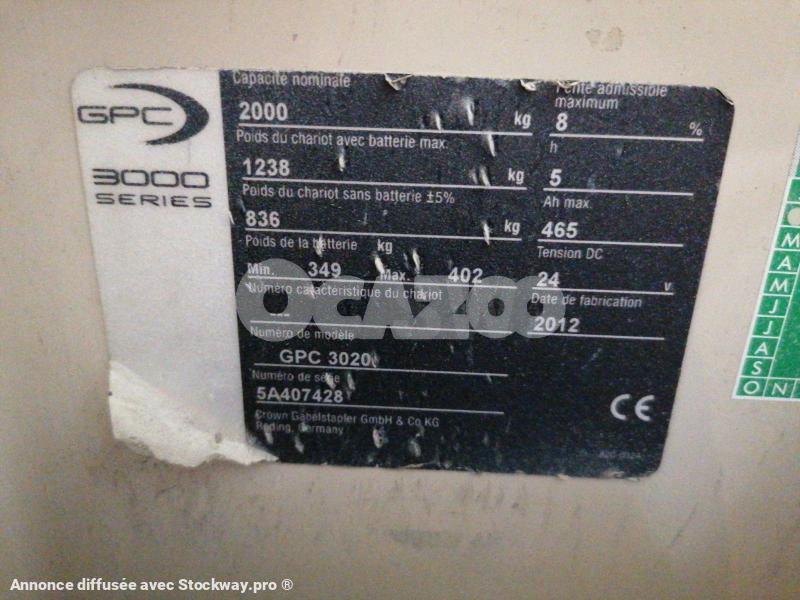 GPC
3000
SERIES
Capacité nominale
2000 kg
Poids du chariot avec batterie max.
1238 kg
Poids du chariot sans batterie ±5%
836 kg
Poids de la batterie kg
Min. 349 Max. 402
Numéro caractéristique du chariot
---
Numéro de modèle
GPC 3020
Numéro de série
5A407428
Crown Gabelstapler GmbH & Co KG
Roding, Germany
Pente admissible
maximum
8 %
h
5
Ah max.
465
Tension DC
24 V
Date de fabrication
2012
CE
OCAZOO
M
A
M
J
J
A
S
O N
Annonce diffusée avec Stockway.pro ®